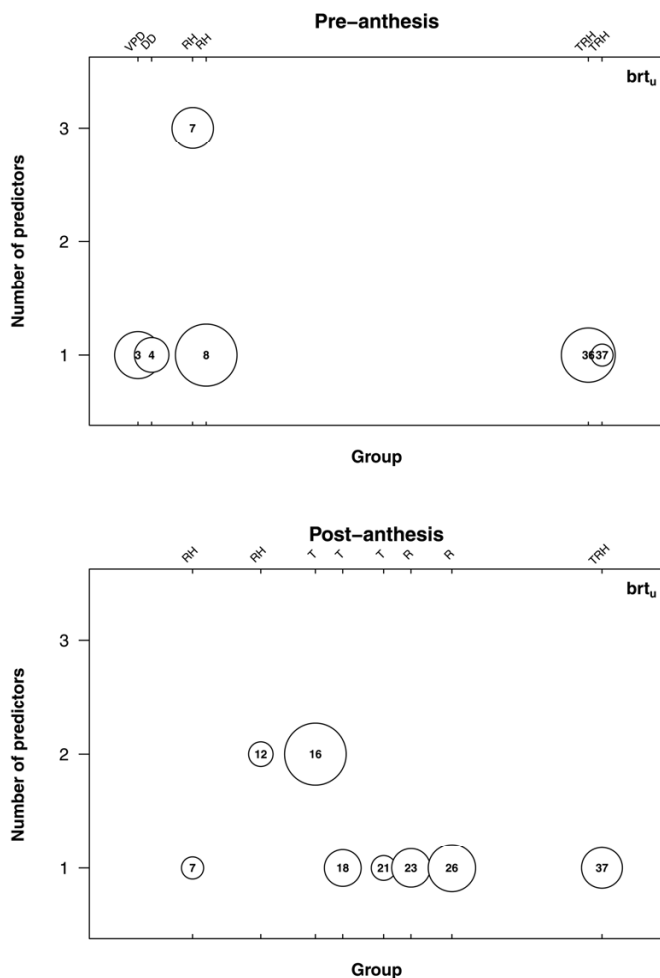 Pre−anthesis
VPD DD RH RH TRH TRH
brtu
Number of predictors
3
2
1
7
3 4 8 36 37
Group
Post−anthesis
RH RH T T T R R TRH
brtu
Number of predictors
3
2
1
12 16
7 18 21 23 26 37
Group